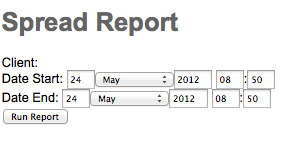 Spread Report
Client:
Date Start: 24 May 2012 08 : 50
Date End: 24 May 2012 08 : 50
Run Report